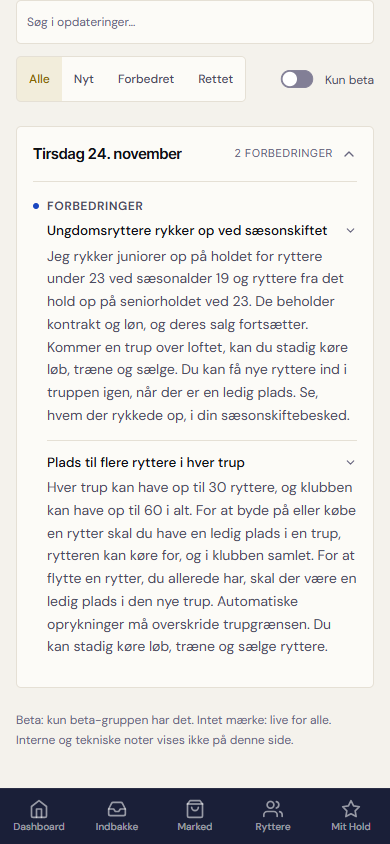 Søg i opdateringer...
Alle Nyt Forbedret Rettet Kun beta
Tirsdag 24. november 2 FORBEDRINGER
FORBEDRINGER
Ungdomsryttere rykker op ved sæsonskiftet
Jeg rykker juniorer op på holdet for ryttere
under 23 ved sæsonalder 19 og ryttere fra det
hold op på seniorholdet ved 23. De beholder
kontrakt og løn, og deres salg fortsætter.
Kommer en trup over loftet, kan du stadig køre
løb, træne og sælge. Du kan få nye ryttere ind i
truppen igen, når der er en ledig plads. Se,
hvem der rykkede op, i din sæsonskiftebesked.
Plads til flere ryttere i hver trup
Hver trup kan have op til 30 ryttere, og klubben
kan have op til 60 i alt. For at byde på eller købe
en rytter skal du have en ledig plads i en trup,
rytteren kan køre for, og i klubben samlet. For at
flytte en rytter, du allerede har, skal der være en
ledig plads i den nye trup. Automatiske
oprykninger må overskride trupgrænsen. Du
kan stadig køre løb, træne og sælge ryttere.
Beta: kun beta-gruppen har det. Intet mærke: live for alle.
Interne og tekniske noter vises ikke på denne side.
Dashboard Indbakke Marked Ryttere Mit Hold